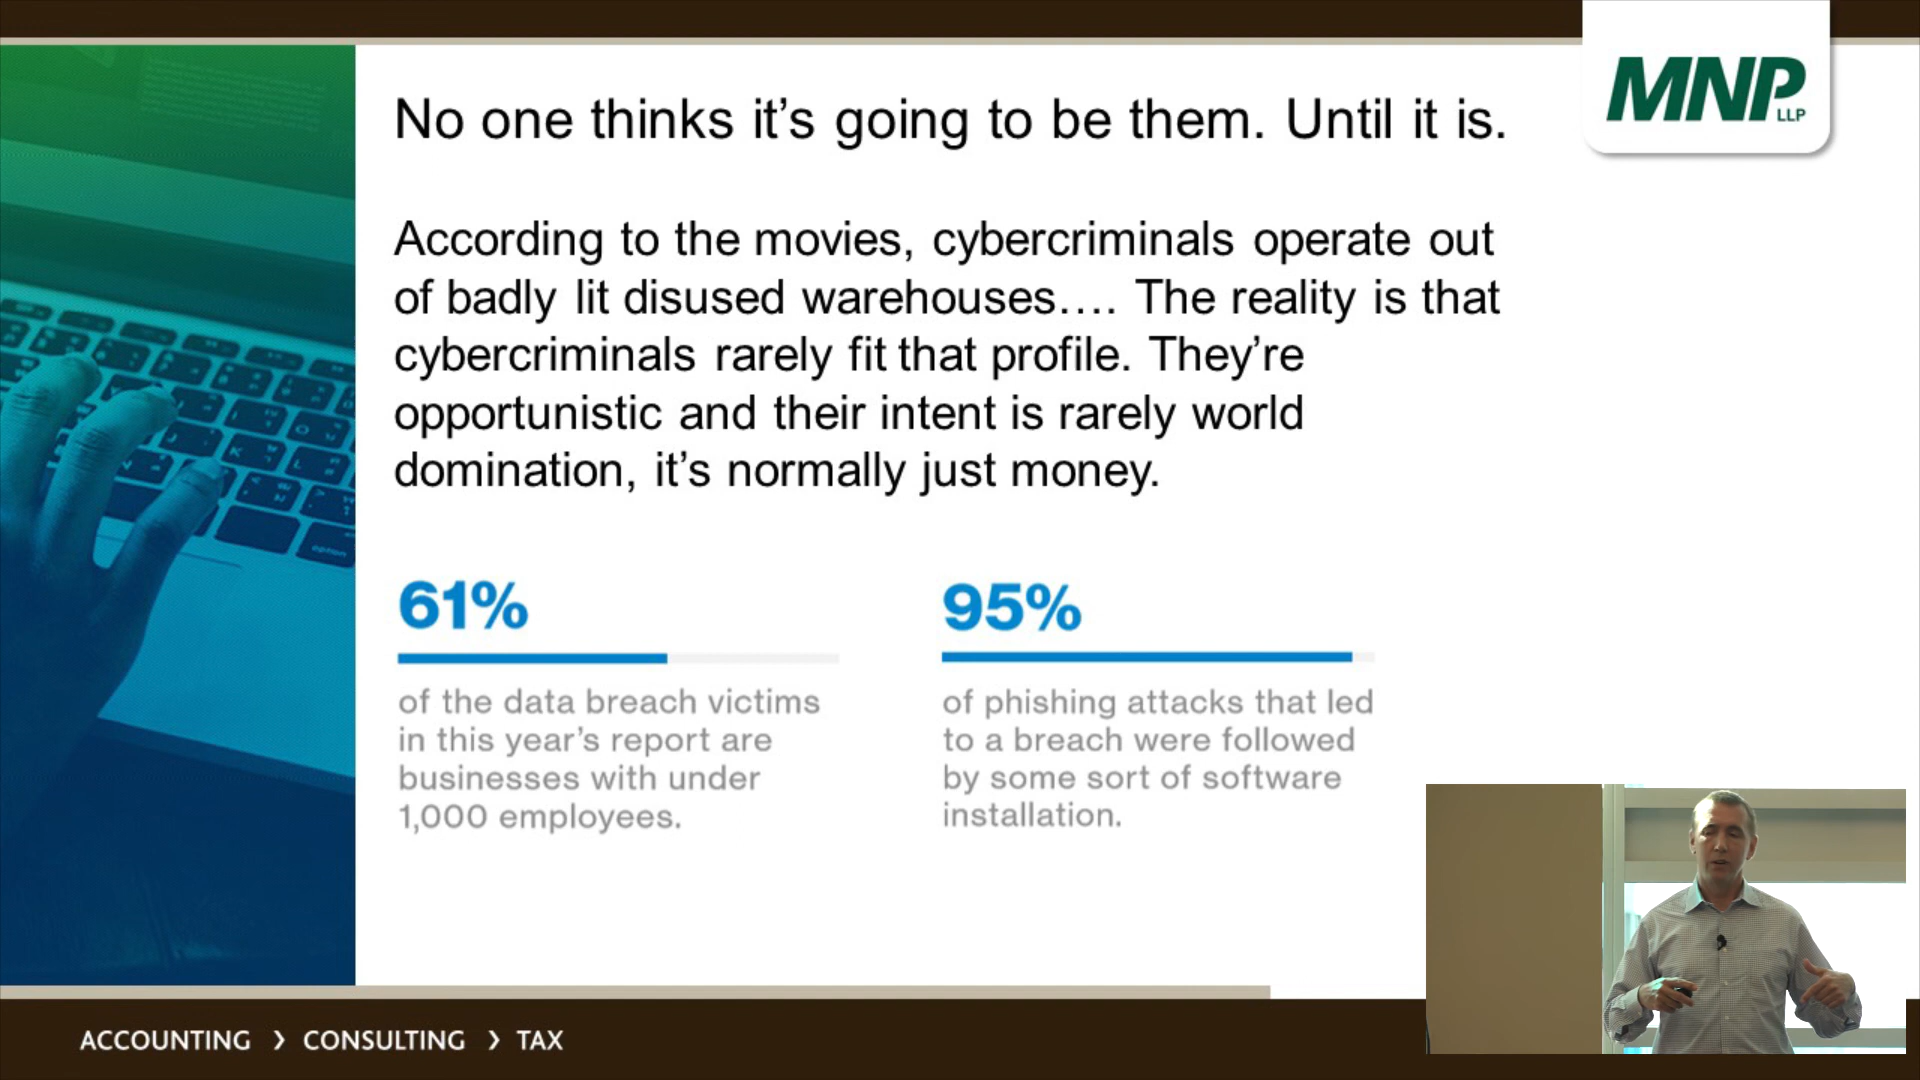 MNP
LLP
No one thinks it’s going to be them. Until it is.
According to the movies, cybercriminals operate out
of badly lit disused warehouses…. The reality is that
cybercriminals rarely fit that profile. They’re
opportunistic and their intent is rarely world
domination, it’s normally just money.
61%
of the data breach victims
in this year’s report are
businesses with under
1,000 employees.
95%
of phishing attacks that led
to a breach were followed
by some sort of software
installation.
option
ACCOUNTING › CONSULTING › TAX